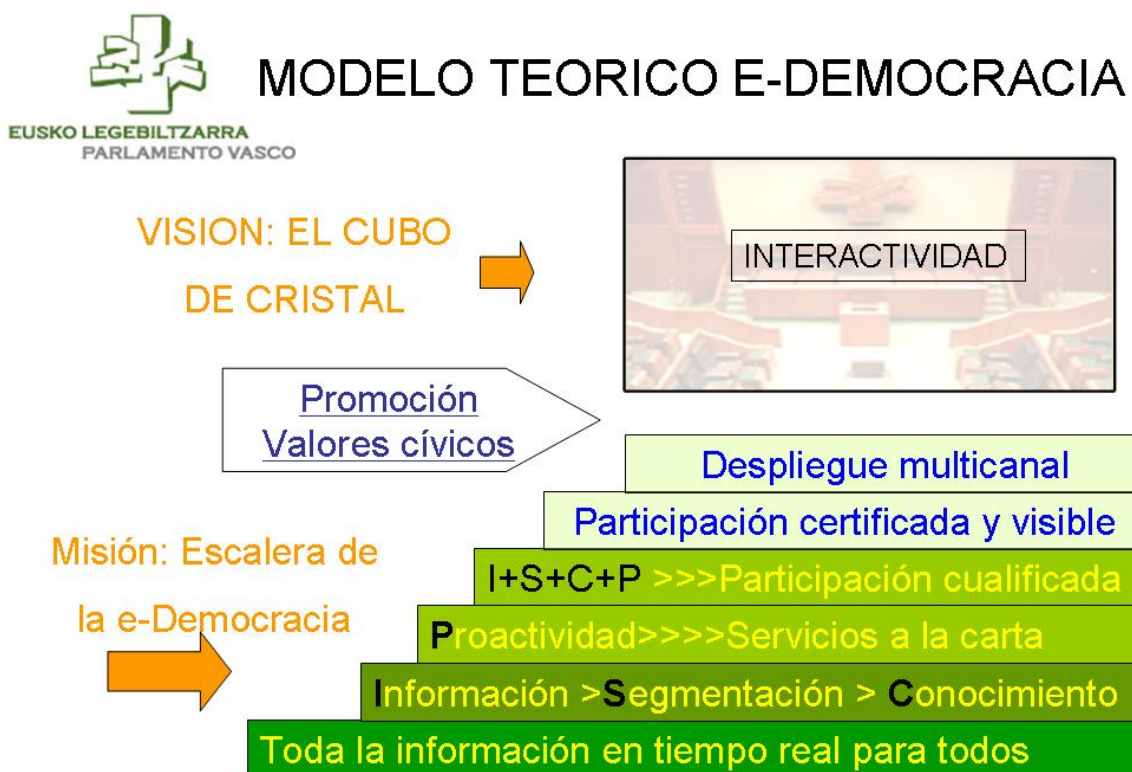 MODELO TEORICO E-DEMOCRACIA
EUSKO LEGEBILTZARRA
PARLAMENTO VASCO
VISION: EL CUBO
DE CRISTAL
INTERACTIVIDAD
Promoción
Valores cívicos
Despliegue multicanal
Participación certificada y visible
Misión: Escalera de
la e-Democracia
I+S+C+P >>>Participación cualificada
Proactividad>>>>Servicios a la carta
Información >Segmentación > Conocimiento
Toda la información en tiempo real para todos